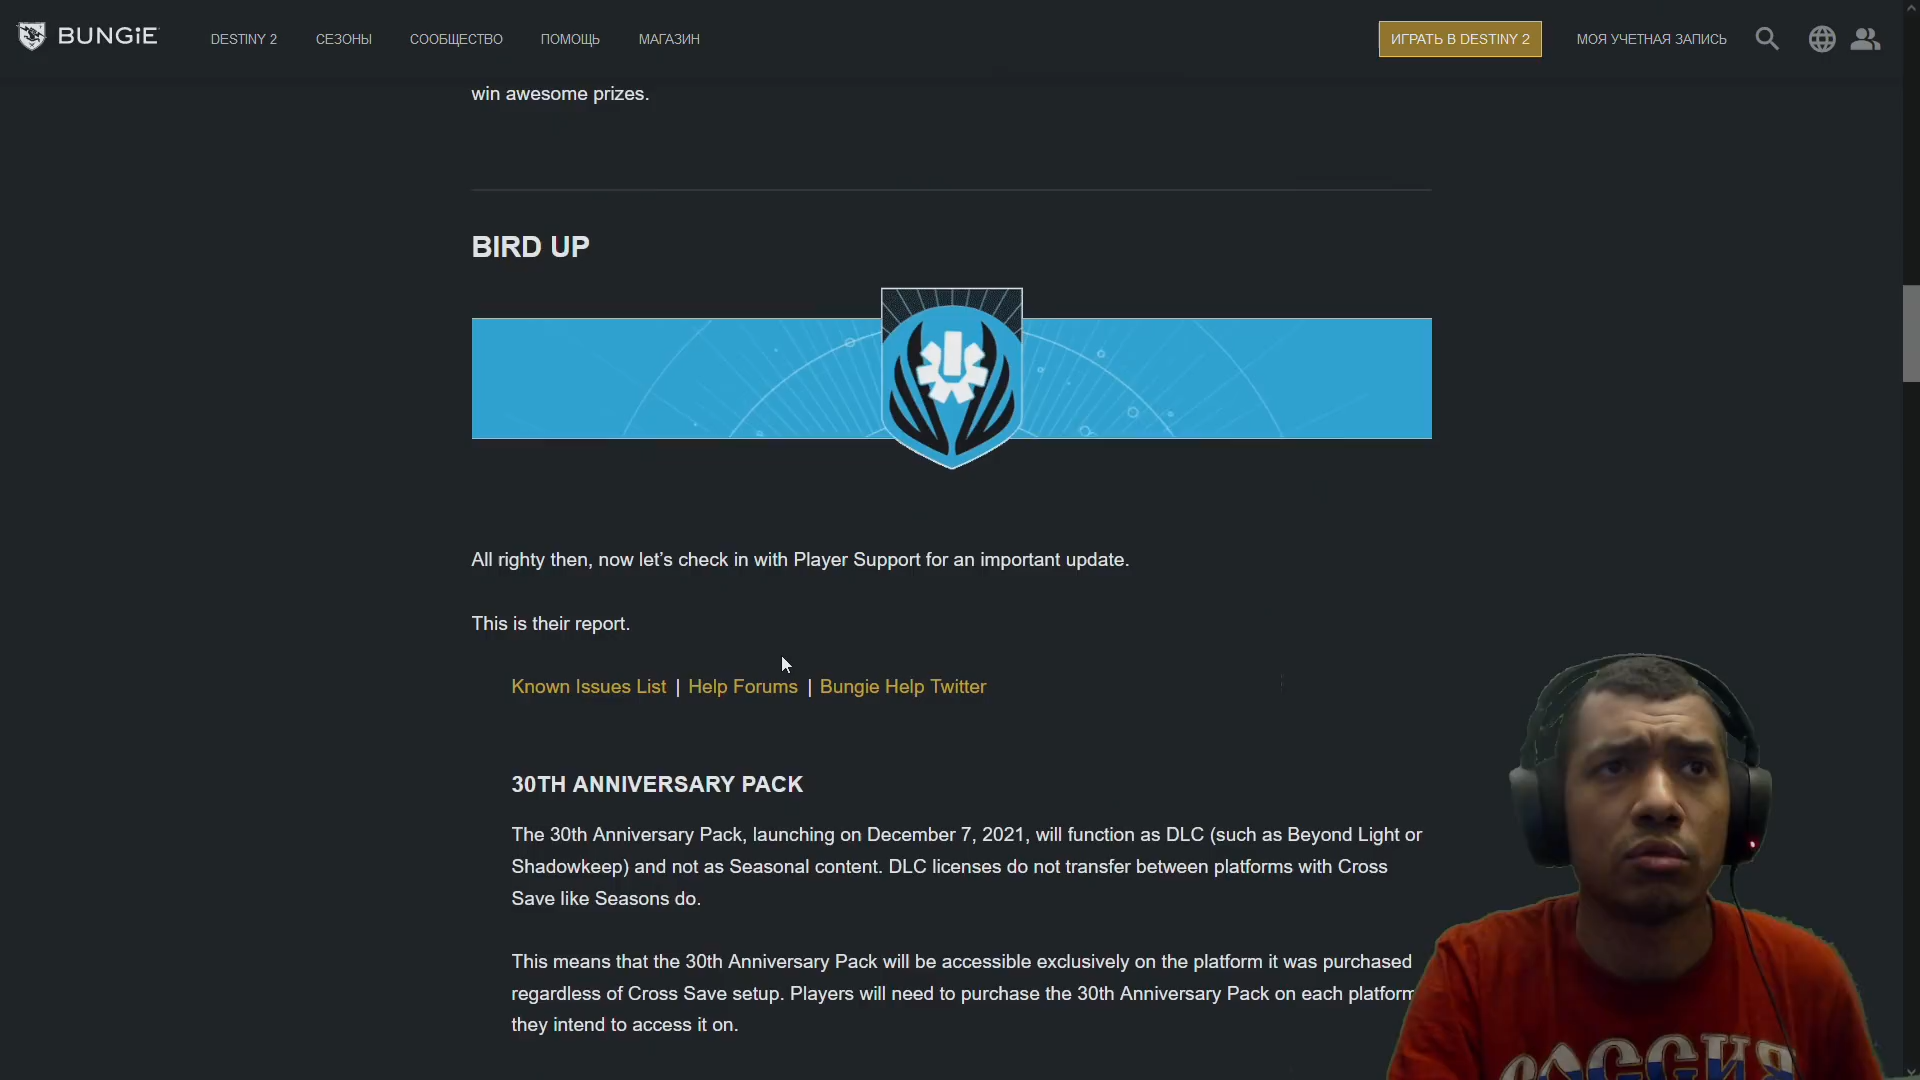 BUNGiE
DESTINY 2
СЕЗОНЫ
СООБЩЕСТВО
ПОМОЩЬ
МАГАЗИН
ИГРАТЬ В DESTINY 2
МОЯ УЧЕТНАЯ ЗАПИСЬ
win awesome prizes.
BIRD UP
All righty then, now let’s check in with Player Support for an important update.
This is their report.
Known Issues List | Help Forums | Bungie Help Twitter
30TH ANNIVERSARY PACK
The 30th Anniversary Pack, launching on December 7, 2021, will function as DLC (such as Beyond Light or
Shadowkeep) and not as Seasonal content. DLC licenses do not transfer between platforms with Cross
Save like Seasons do.
This means that the 30th Anniversary Pack will be accessible exclusively on the platform it was purchased
regardless of Cross Save setup. Players will need to purchase the 30th Anniversary Pack on each platform
they intend to access it on.
РОССИЯ